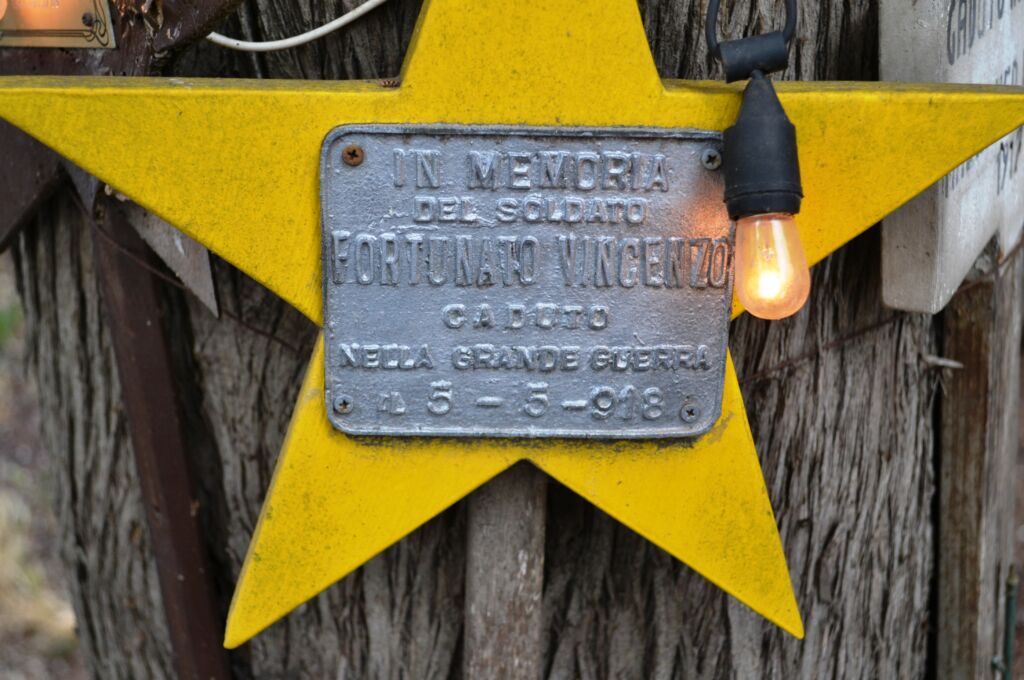 IN MEMORIA
DEL SOLDATO
FORTUNATO VINCENZO
CADUTO
NELLA GRANDE GUERRA
IL 5 - 5 - 918